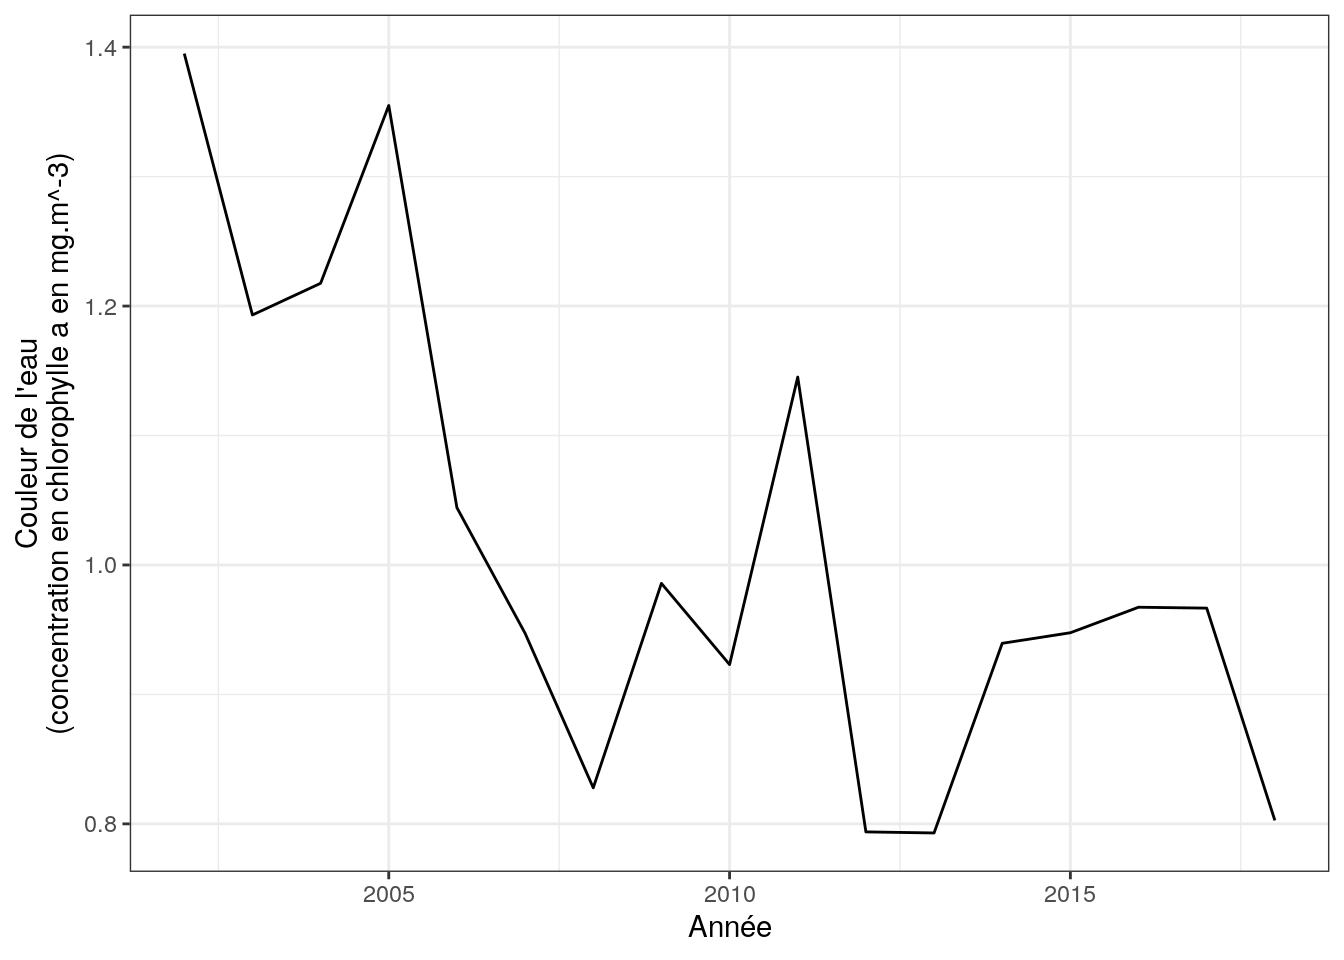 Couleur de l'eau
(concentration en chlorophylle a en mg.m^-3)
1.4
1.2
1.0
0.8
2005 2010 2015
Année